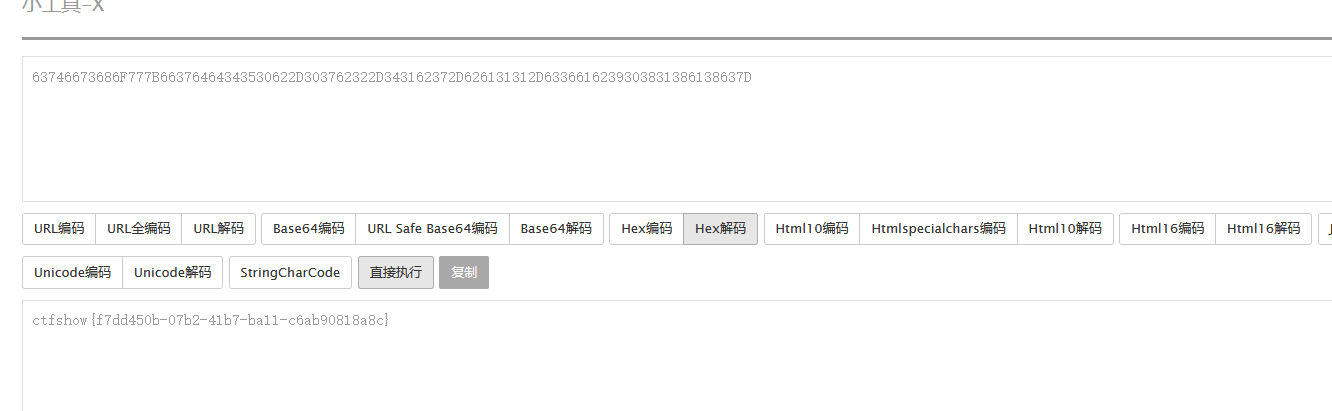 小工具-X
63746673686F777B66376464343530622D303762322D343162372D626131312D6336616239303831386138637D
URL编码 URL全编码 URL解码 Base64编码 URL Safe Base64编码 Base64解码 Hex编码 Hex解码 Html10编码 Htmlspecialchars编码 Html10解码 Html16编码 Html16解码
Unicode编码 Unicode解码 StringCharCode 直接执行 复制
ctfshow{f7dd450b-07b2-41b7-ba11-c6ab90818a8c}